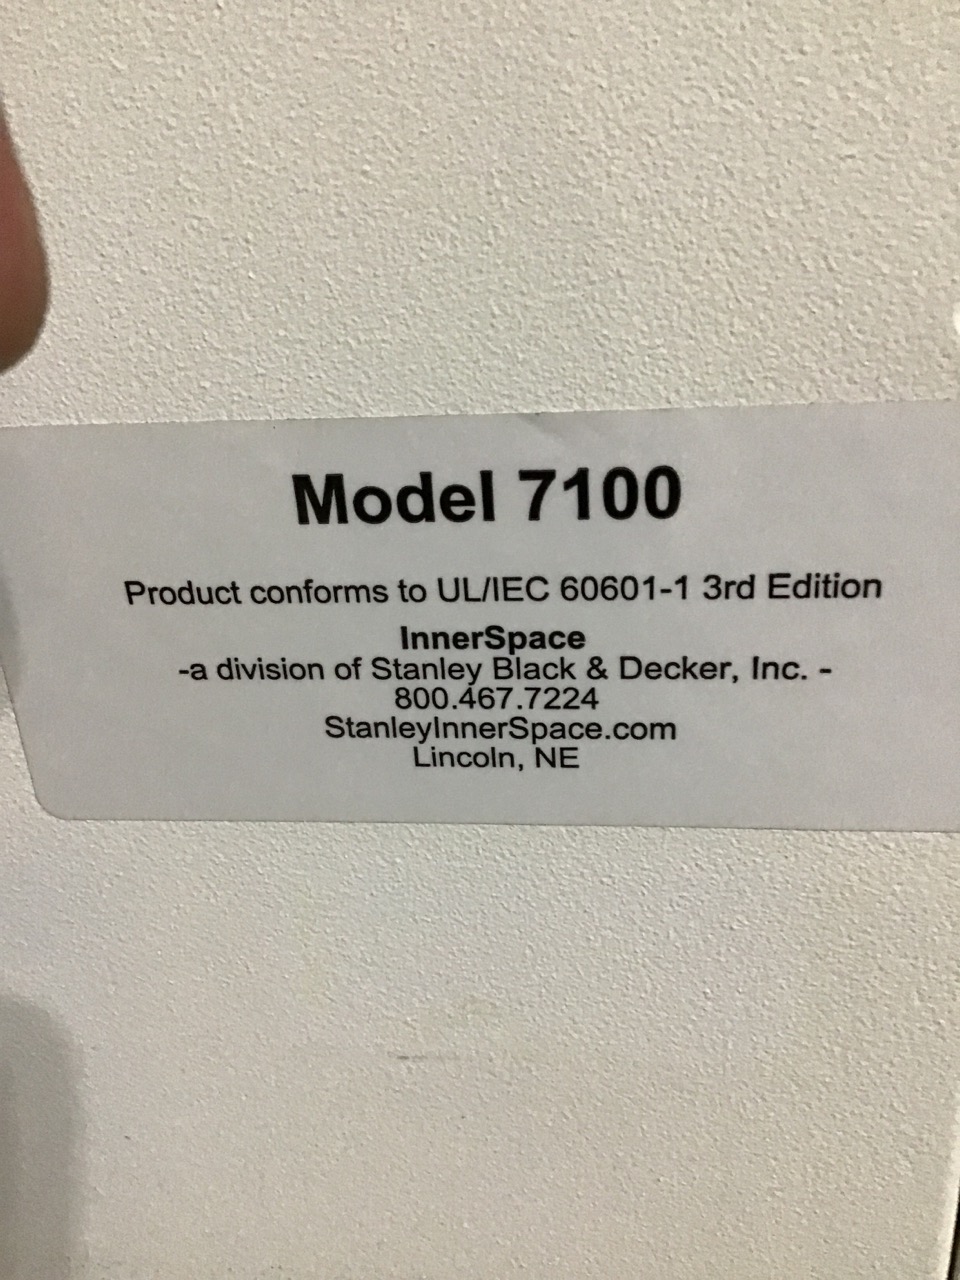 Model 7100
Product conforms to UL/IEC 60601-1 3rd Edition
InnerSpace
-a division of Stanley Black & Decker, Inc. -
800.467.7224
StanleyInnerSpace.com
Lincoln, NE